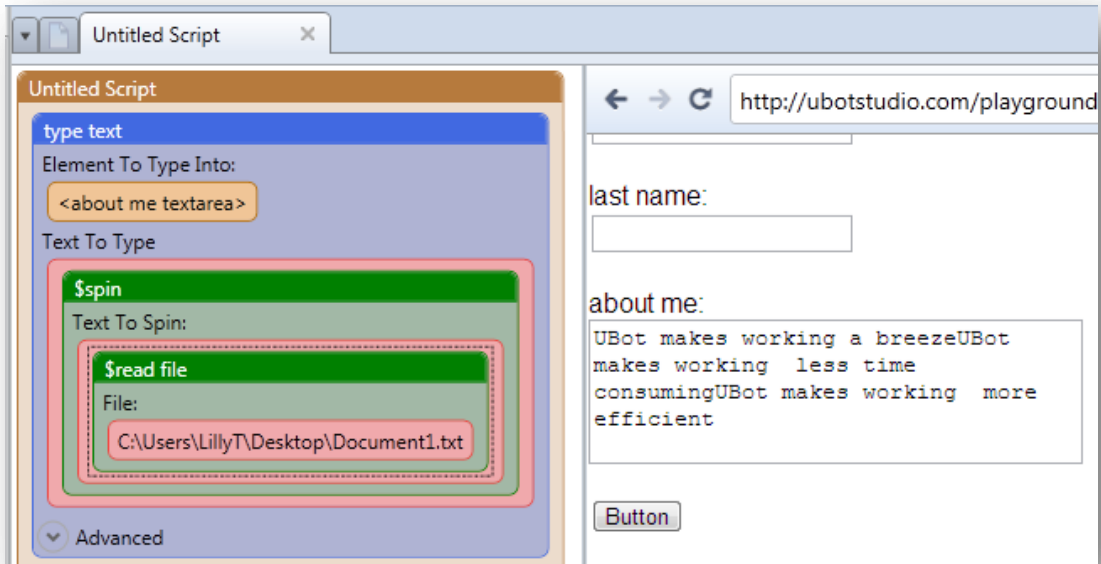 Untitled Script
Untitled Script
type text
Element To Type Into:
<about me textarea>
Text To Type
$spin
Text To Spin:
$read file
File:
C:\Users\LillyT\Desktop\Document1.txt
Advanced
http://ubotstudio.com/playground
last name:
about me:
UBot makes working a breezeUBot
makes working  less time
consumingUBot makes working  more
efficient
Button